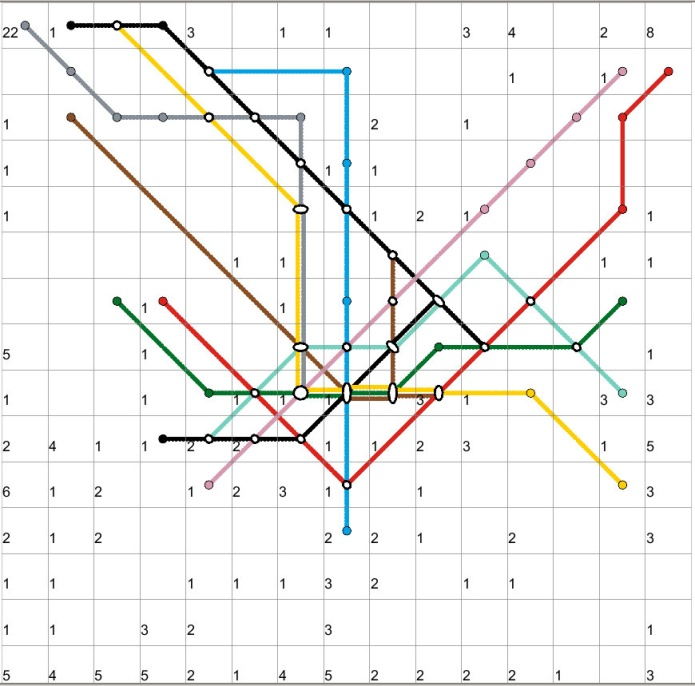 22 1 3 1 1 3 4 2 8
1 1
1 2 1
1 1 1
1 1 2 1 1
1 1 1 1
1 1
5 1 1
1 1 1 1 1 3 1 3 3
2 4 1 1 2 2 1 1 2 3 1 5
6 1 2 1 2 3 1 1 3
2 1 2 2 2 1 2 3
1 1 1 1 1 3 2 1 1
1 1 3 2 3 1
5 4 5 5 2 1 4 5 2 2 2 2 1 3